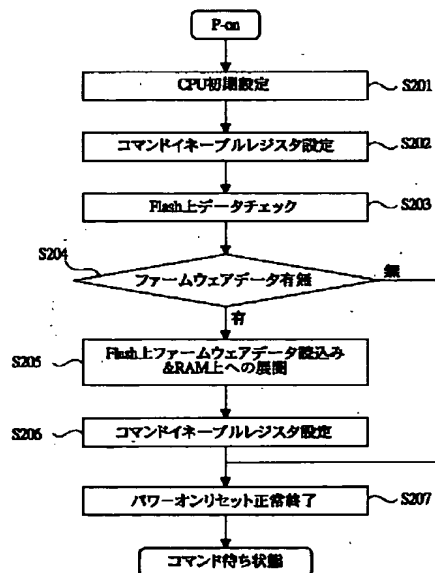 P-on
CPU初期設定
S201
コマンドイネーブルレジスタ設定
S202
Flash上データチェック
S203
S204
ファームウェアデータ有無
無
有
S205
Flash上ファームウェアデータ読込み
&RAM上への展開
S206
コマンドイネーブルレジスタ設定
パワーオンリセット正常終了
S207
コマンド待ち状態